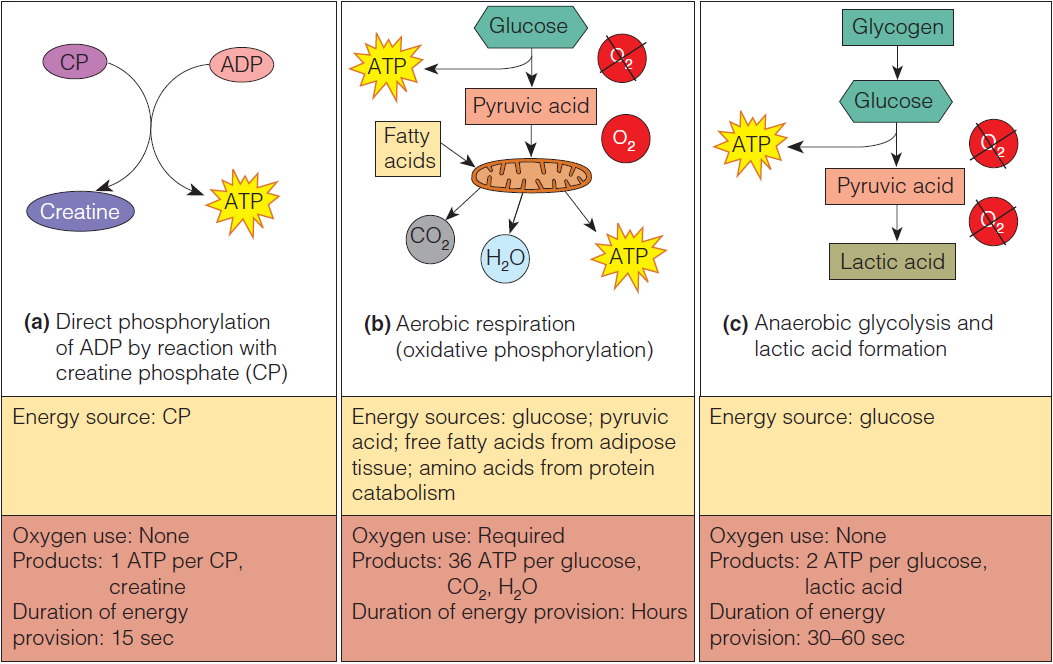 CP
ADP
Creatine
ATP
(a) Direct phosphorylation
of ADP by reaction with
creatine phosphate (CP)
Energy source: CP
Oxygen use: None
Products: 1 ATP per CP,
creatine
Duration of energy
provision: 15 sec
Glucose
O2
ATP
Pyruvic acid
O2
Fatty
acids
CO2
H2O
ATP
(b) Aerobic respiration
(oxidative phosphorylation)
Energy sources: glucose; pyruvic
acid; free fatty acids from adipose
tissue; amino acids from protein
catabolism
Oxygen use: Required
Products: 36 ATP per glucose,
CO2, H2O
Duration of energy provision: Hours
Glycogen
Glucose
O2
ATP
Pyruvic acid
O2
Lactic acid
(c) Anaerobic glycolysis and
lactic acid formation
Energy source: glucose
Oxygen use: None
Products: 2 ATP per glucose,
lactic acid
Duration of energy
provision: 30–60 sec